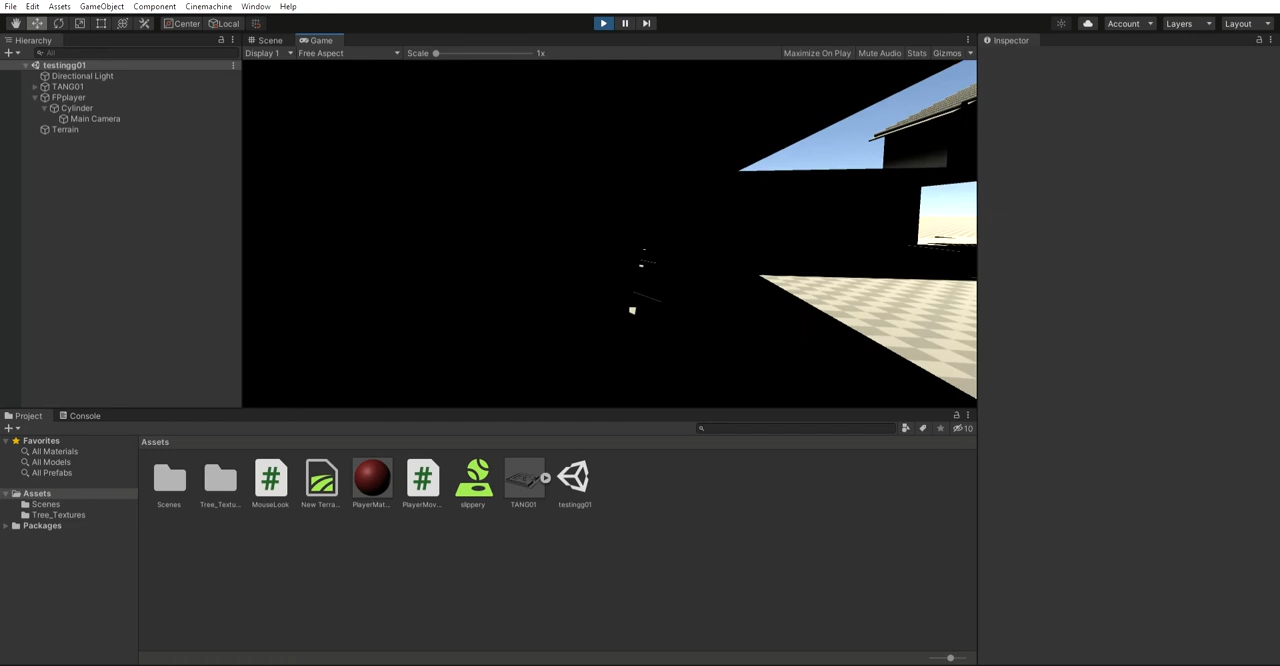 File Edit Assets GameObject Component Cinemachine Window Help
Center Local Account Layers Layout
Hierarchy Scene Game Inspector
All Display 1 Free Aspect Scale 1x Maximize On Play Mute Audio Stats Gizmos
testingg01
Directional Light
TANG01
FPplayer
Cylinder
Main Camera
Terrain
Project Console
10
Favorites Assets
All Materials
All Models
All Prefabs
Assets
Scenes
Tree_Textures
Packages
Scenes Tree_Textu... MouseLook New Terra... PlayerMat... PlayerMov... slippery TANG01 testingg01